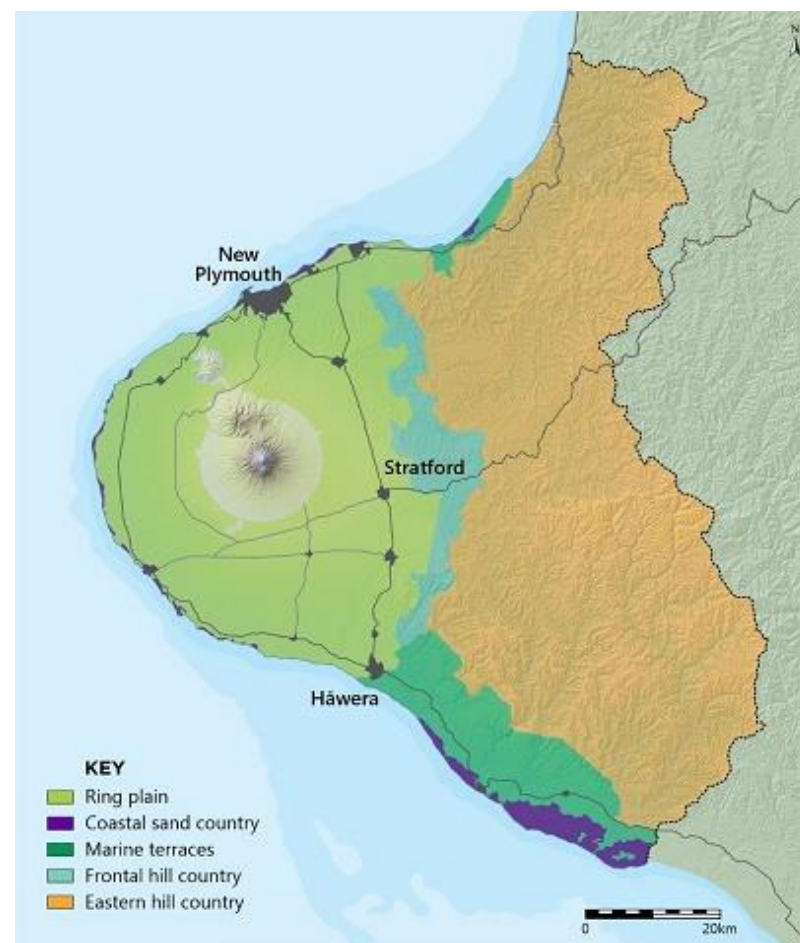 N
New
Plymouth
Stratford
Hāwera
KEY
Ring plain
Coastal sand country
Marine terraces
Frontal hill country
Eastern hill country
0 20km